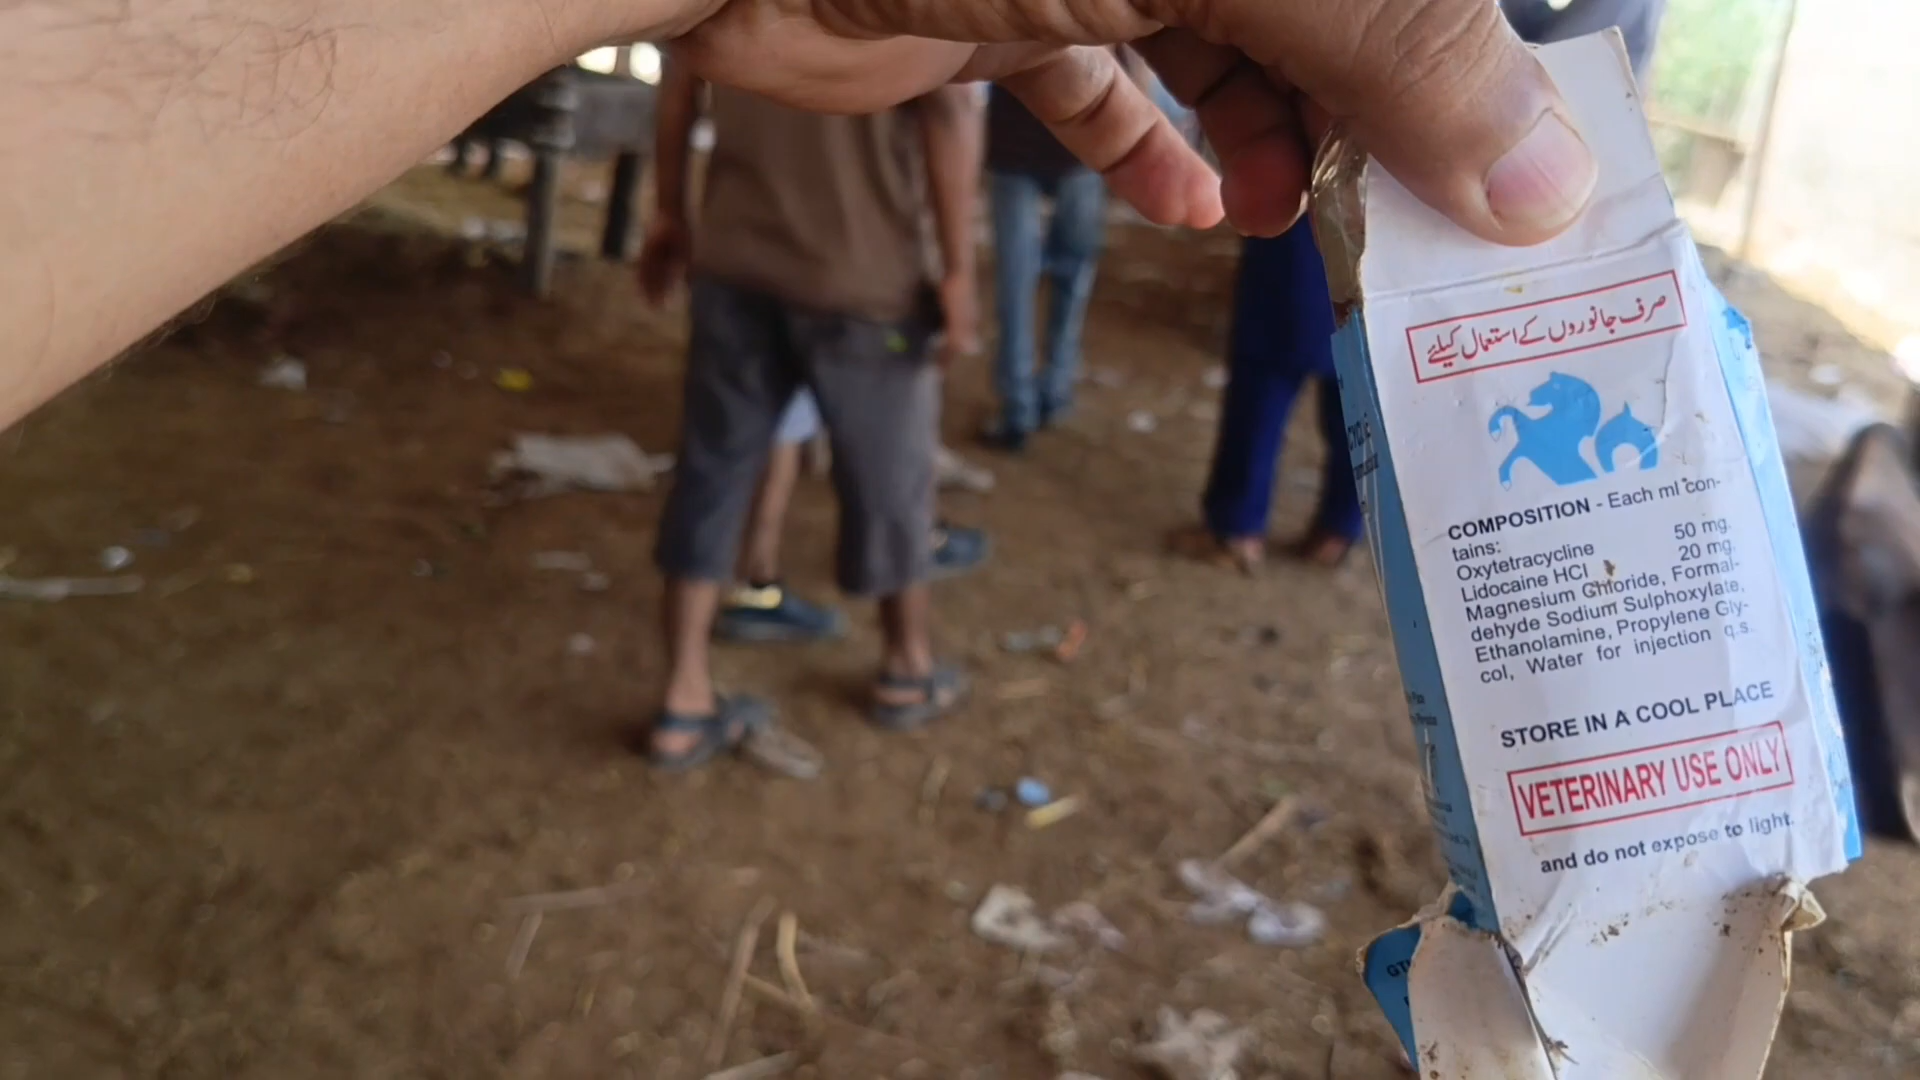 صرف جانوروں کے استعمال کیلئے
COMPOSITION - Each ml con-
tains:
Oxytetracycline 50 mg.
Lidocaine HCl 20 mg.
Magnesium Chloride, Formal-
dehyde Sodium Sulphoxylate,
Ethanolamine, Propylene Gly-
col, Water for injection q.s.
STORE IN A COOL PLACE
VETERINARY USE ONLY
and do not expose to light.